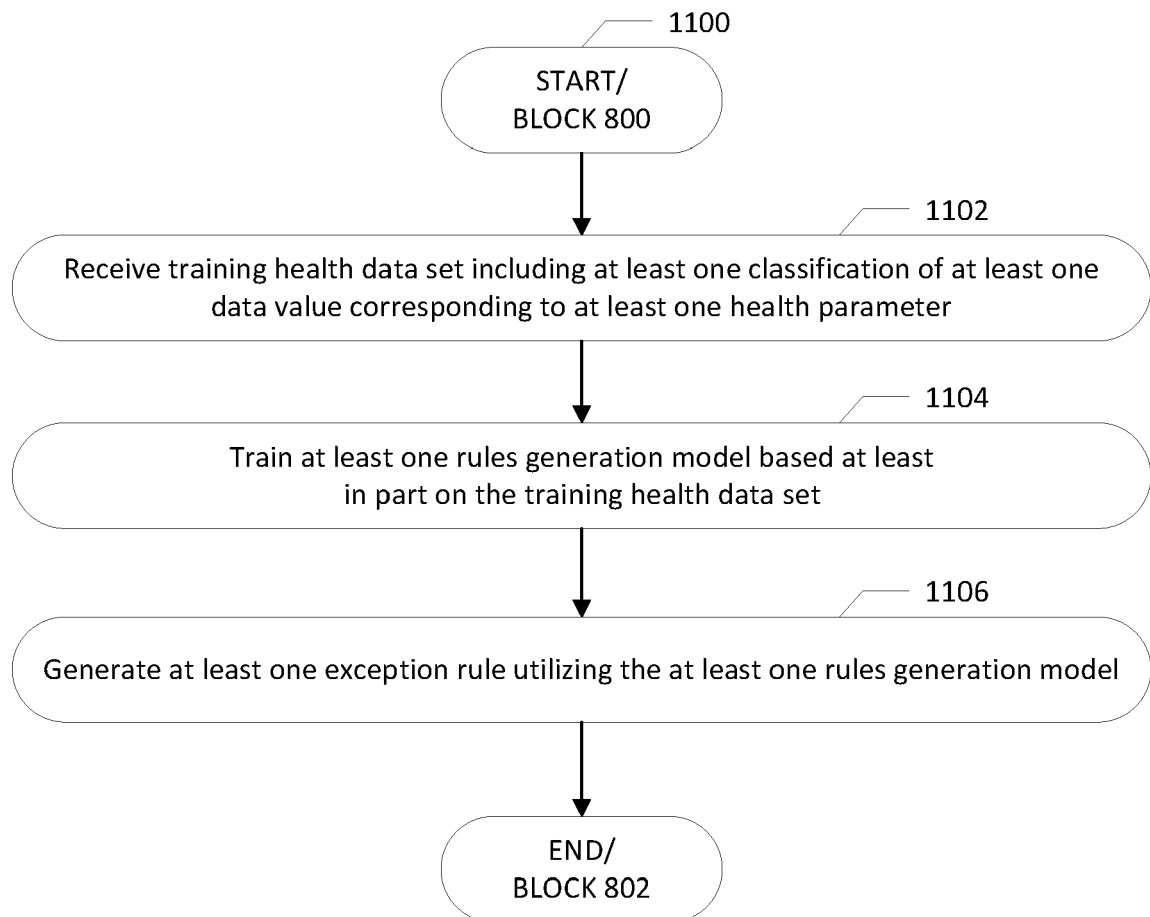 1100
START/
BLOCK 800
1102
Receive training health data set including at least one classification of at least one
data value corresponding to at least one health parameter
1104
Train at least one rules generation model based at least
in part on the training health data set
1106
Generate at least one exception rule utilizing the at least one rules generation model
END/
BLOCK 802